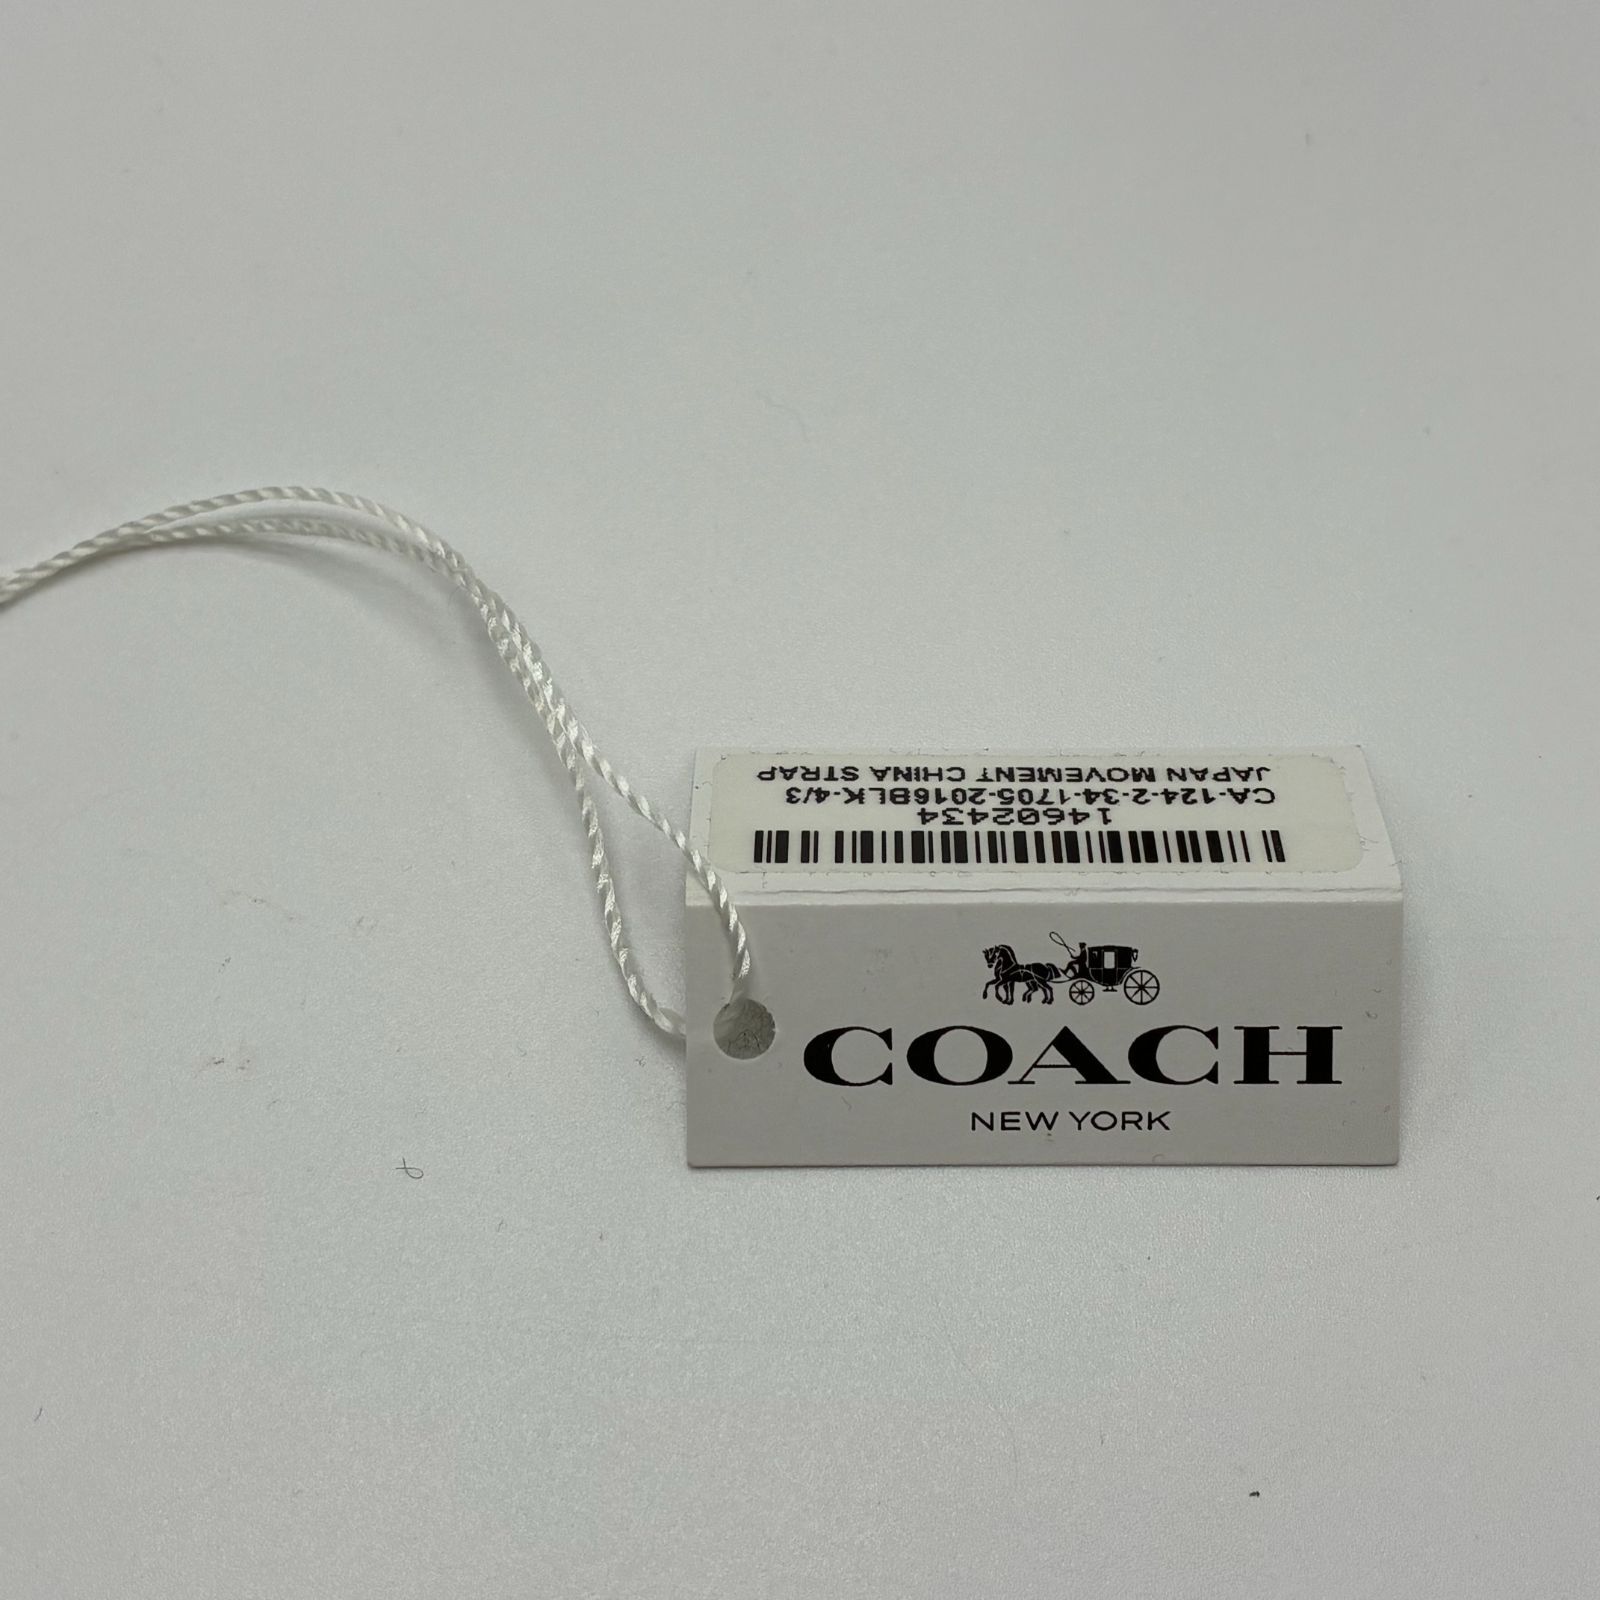 JAPAN MOVEMENT CHINA STRAP
CA-124-2-34-1705-2016BLK-4/3
14602434
COACH
NEW YORK